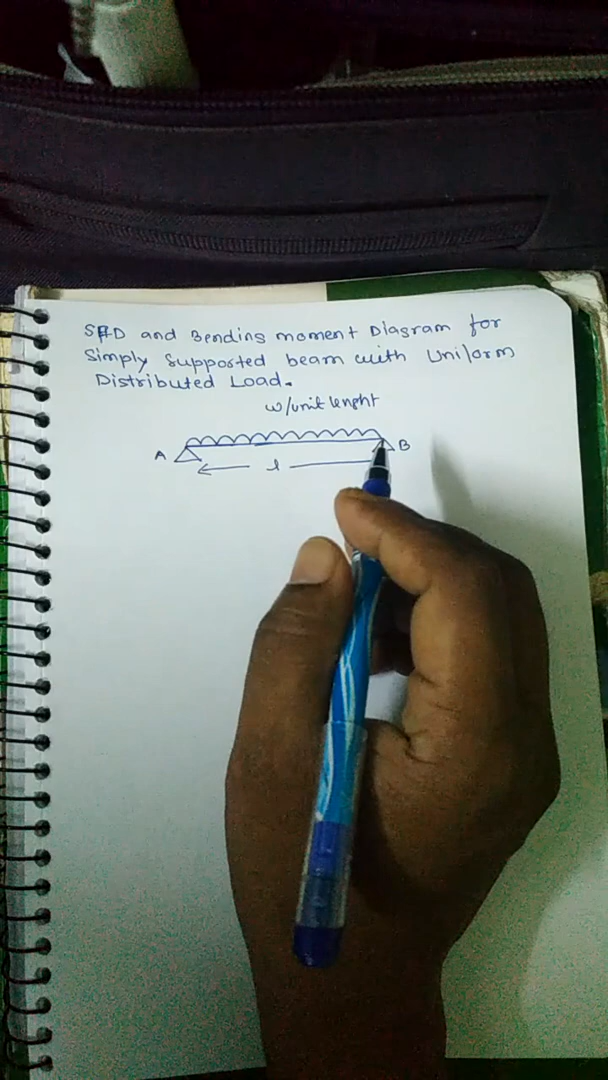 SFD and Bending moment Diagram for
Simply Supported beam with Uniform
Distributed Load.
w/unit lenght
A B
l